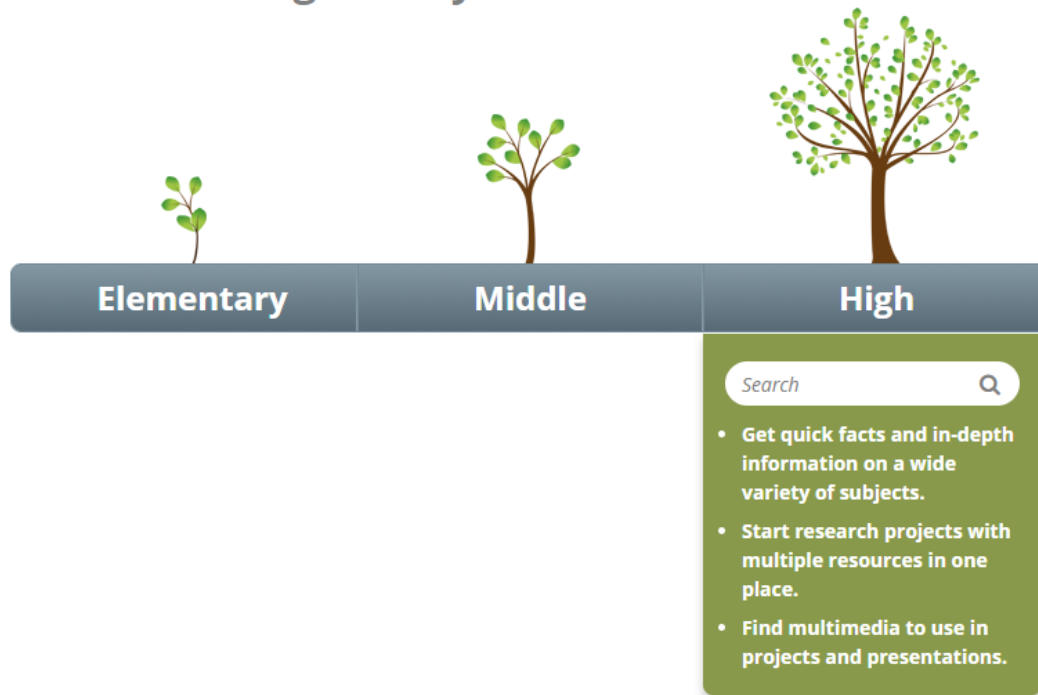 Elementary
Middle
High
Search
• Get quick facts and in-depth
information on a wide
variety of subjects.
• Start research projects with
multiple resources in one
place.
• Find multimedia to use in
projects and presentations.